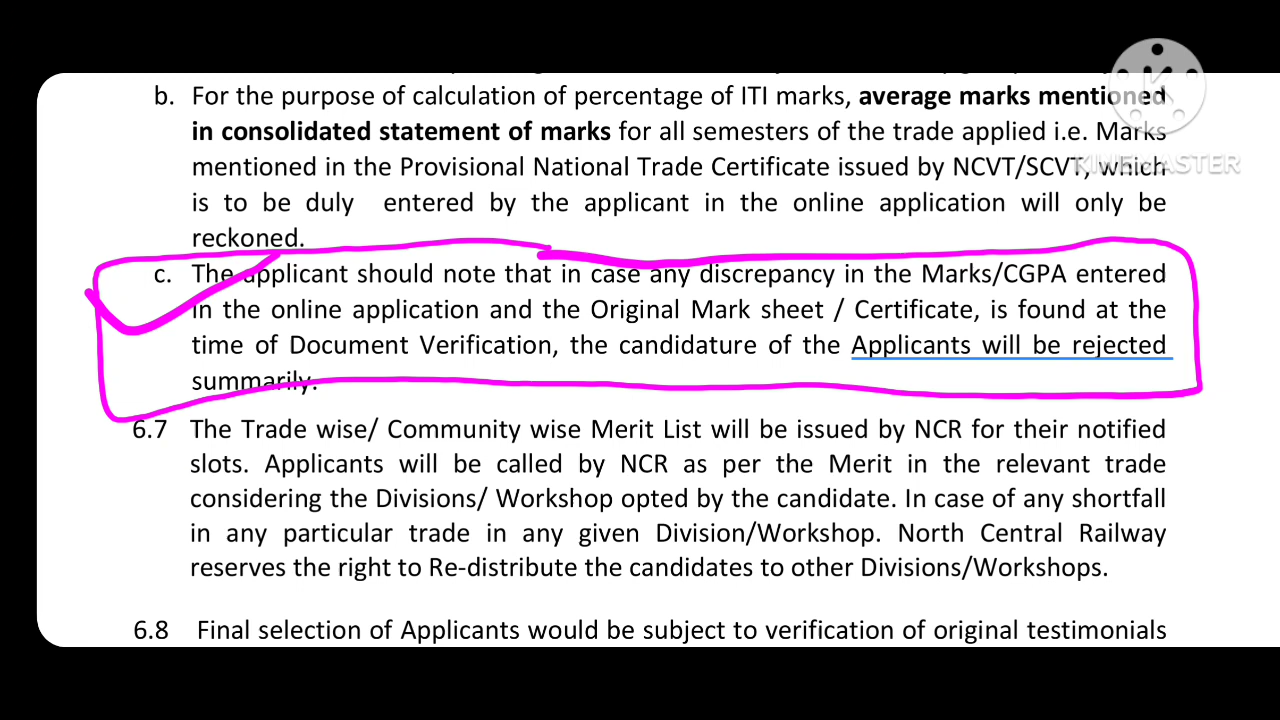 b. For the purpose of calculation of percentage of ITI marks, average marks mentioned
in consolidated statement of marks for all semesters of the trade applied i.e. Marks
mentioned in the Provisional National Trade Certificate issued by NCVT/SCVT, which
is to be duly entered by the applicant in the online application will only be
reckoned.
c. The applicant should note that in case any discrepancy in the Marks/CGPA entered
in the online application and the Original Mark sheet / Certificate, is found at the
time of Document Verification, the candidature of the Applicants will be rejected
summarily.
6.7 The Trade wise/ Community wise Merit List will be issued by NCR for their notified
slots. Applicants will be called by NCR as per the Merit in the relevant trade
considering the Divisions/ Workshop opted by the candidate. In case of any shortfall
in any particular trade in any given Division/Workshop. North Central Railway
reserves the right to Re-distribute the candidates to other Divisions/Workshops.
6.8 Final selection of Applicants would be subject to verification of original testimonials
K
KINEMASTER